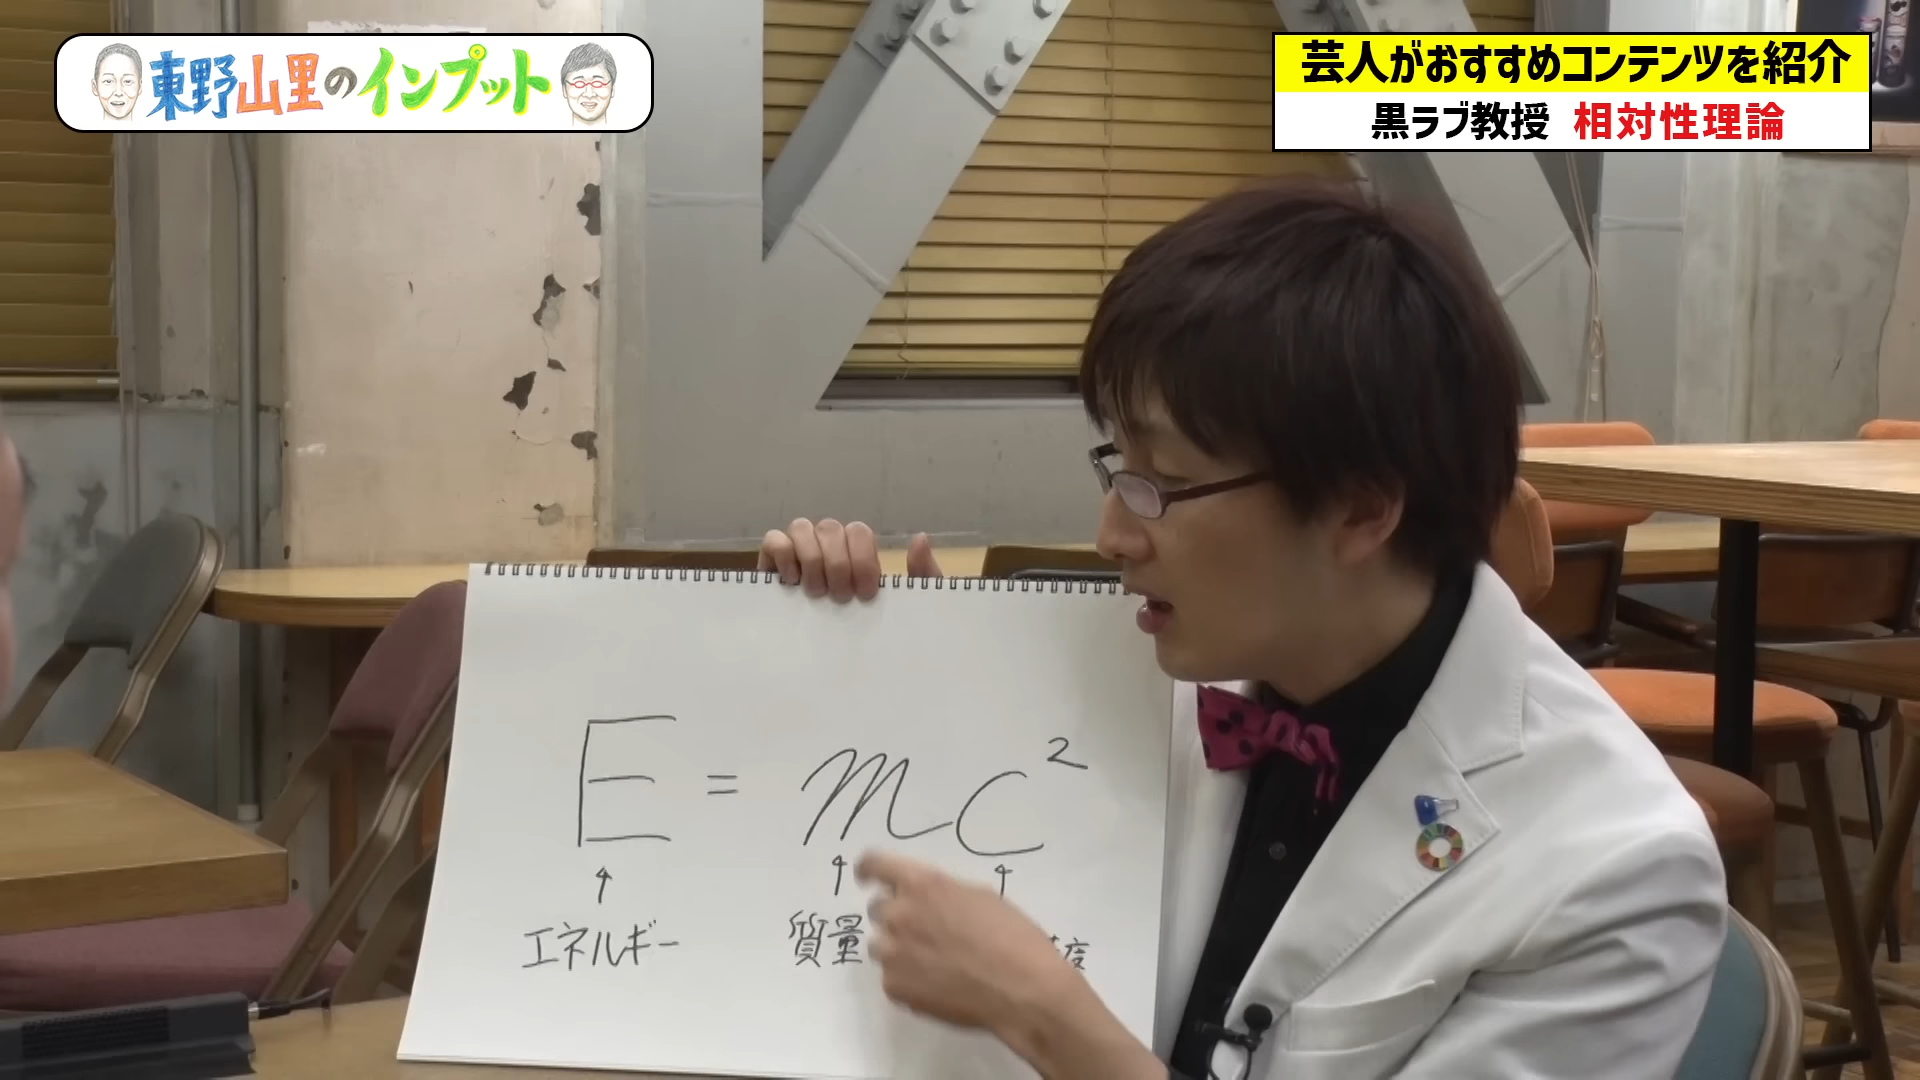 東野山里のインプット
芸人がおすすめコンテンツを紹介
黒ラブ教授 相対性理論
E = mc²
エネルギー 質量 度